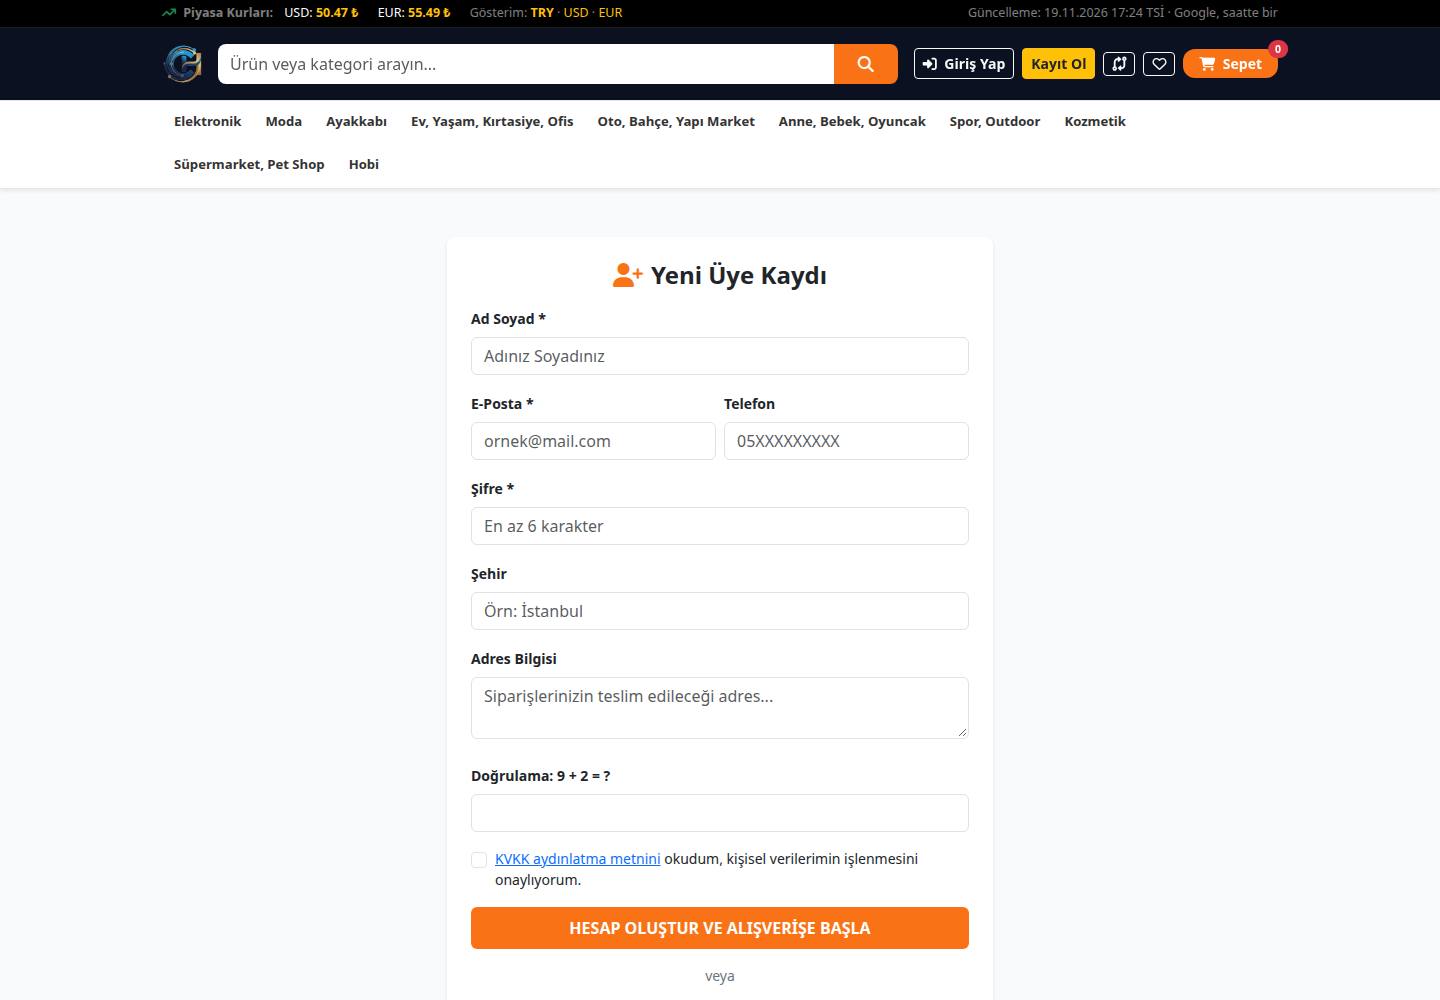 Piyasa Kurları: USD: 50.47 ₺ EUR: 55.49 ₺ Gösterim: TRY · USD · EUR
Güncelleme: 19.11.2026 17:24 TSİ · Google, saatte bir
Ürün veya kategori arayın...
Giriş Yap
Kayıt Ol
Sepet
0
Elektronik Moda Ayakkabı Ev, Yaşam, Kırtasiye, Ofis Oto, Bahçe, Yapı Market Anne, Bebek, Oyuncak Spor, Outdoor Kozmetik
Süpermarket, Pet Shop Hobi
Yeni Üye Kaydı
Ad Soyad *
Adınız Soyadınız
E-Posta * Telefon
ornek@mail.com 05XXXXXXXXX
Şifre *
En az 6 karakter
Şehir
Örn: İstanbul
Adres Bilgisi
Siparişlerinizin teslim edileceği adres...
Doğrulama: 9 + 2 = ?
KVKK aydınlatma metnini okudum, kişisel verilerimin işlenmesini
onaylıyorum.
HESAP OLUŞTUR VE ALIŞVERİŞE BAŞLA
veya